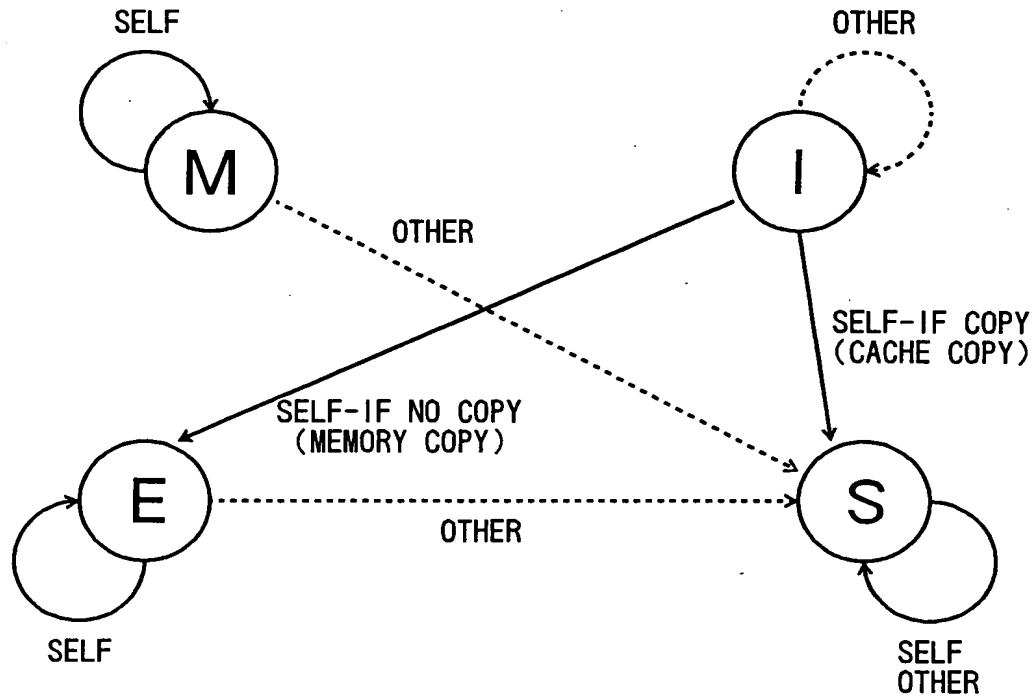 SELF
OTHER
M
I
OTHER
SELF-IF COPY
(CACHE COPY)
SELF-IF NO COPY
(MEMORY COPY)
E
S
OTHER
SELF
SELF
OTHER